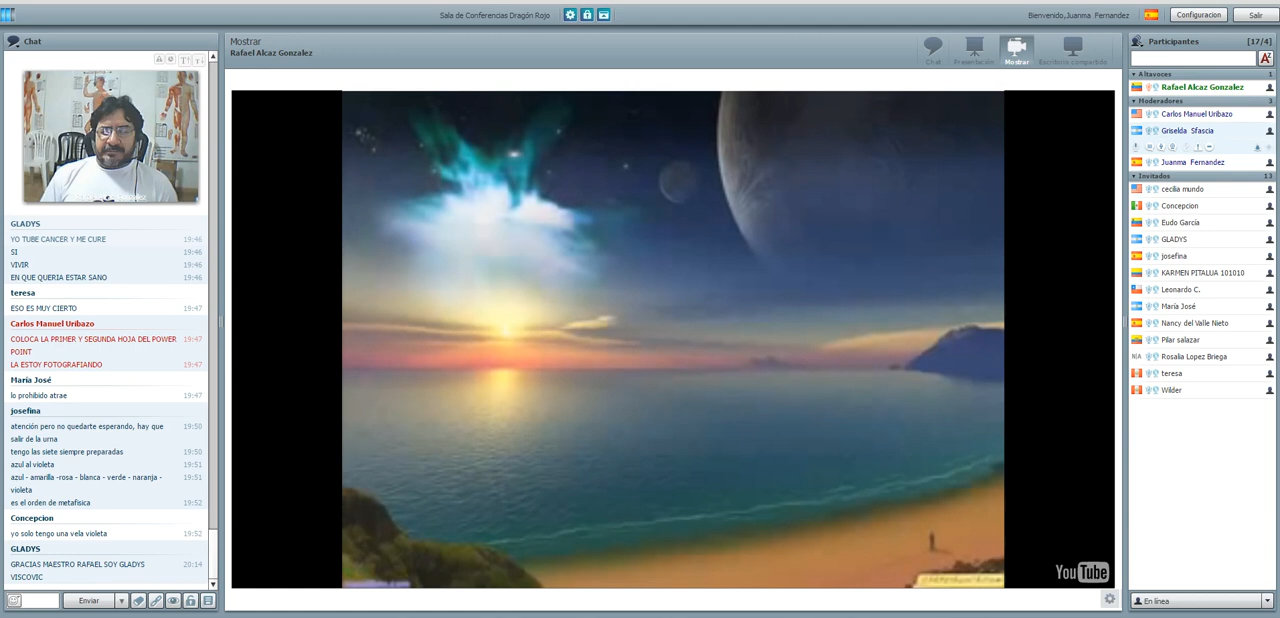 Sala de Conferencias Dragón Rojo
Bienvenido,Juanma Fernandez
Configuracion
Salir
Chat
GLADYS
YO TUBE CANCER Y ME CURE 19:46
SI 19:46
VIVIR 19:46
EN QUE QUERIA ESTAR SANO 19:46
teresa
ESO ES MUY CIERTO 19:47
Carlos Manuel Uribazo
COLOCA LA PRIMER Y SEGUNDA HOJA DEL POWER 19:47
POINT
LA ESTOY FOTOGRAFIANDO 19:47
María José
lo prohibido atrae 19:47
josefina
atención pero no quedarte esperando, hay que 19:50
salir de la urna
tengo las siete siempre preparadas 19:50
azul al violeta 19:51
azul - amarilla -rosa - blanca - verde - naranja - 19:51
violeta
es el orden de metafisica 19:52
Concepcion
yo solo tengo una vela violeta 19:52
GLADYS
GRACIAS MAESTRO RAFAEL SOY GLADYS 20:14
VISCOVIC
Enviar
Mostrar
Rafael Alcaz Gonzalez
Chat
Presentación
Mostrar
Escritorio compartido
YouTube
Participantes [17/4]
Altavoces 1
Rafael Alcaz Gonzalez
Moderadores 3
Carlos Manuel Uribazo
Griselda Sfascia
Juanma Fernandez
Invitados 13
cecilia mundo
Concepcion
Eudo García
GLADYS
josefina
KARMEN PITALUA 101010
Leonardo C.
María José
Nancy del Valle Nieto
Pilar salazar
N/A Rosalia Lopez Briega
teresa
Wilder
En línea